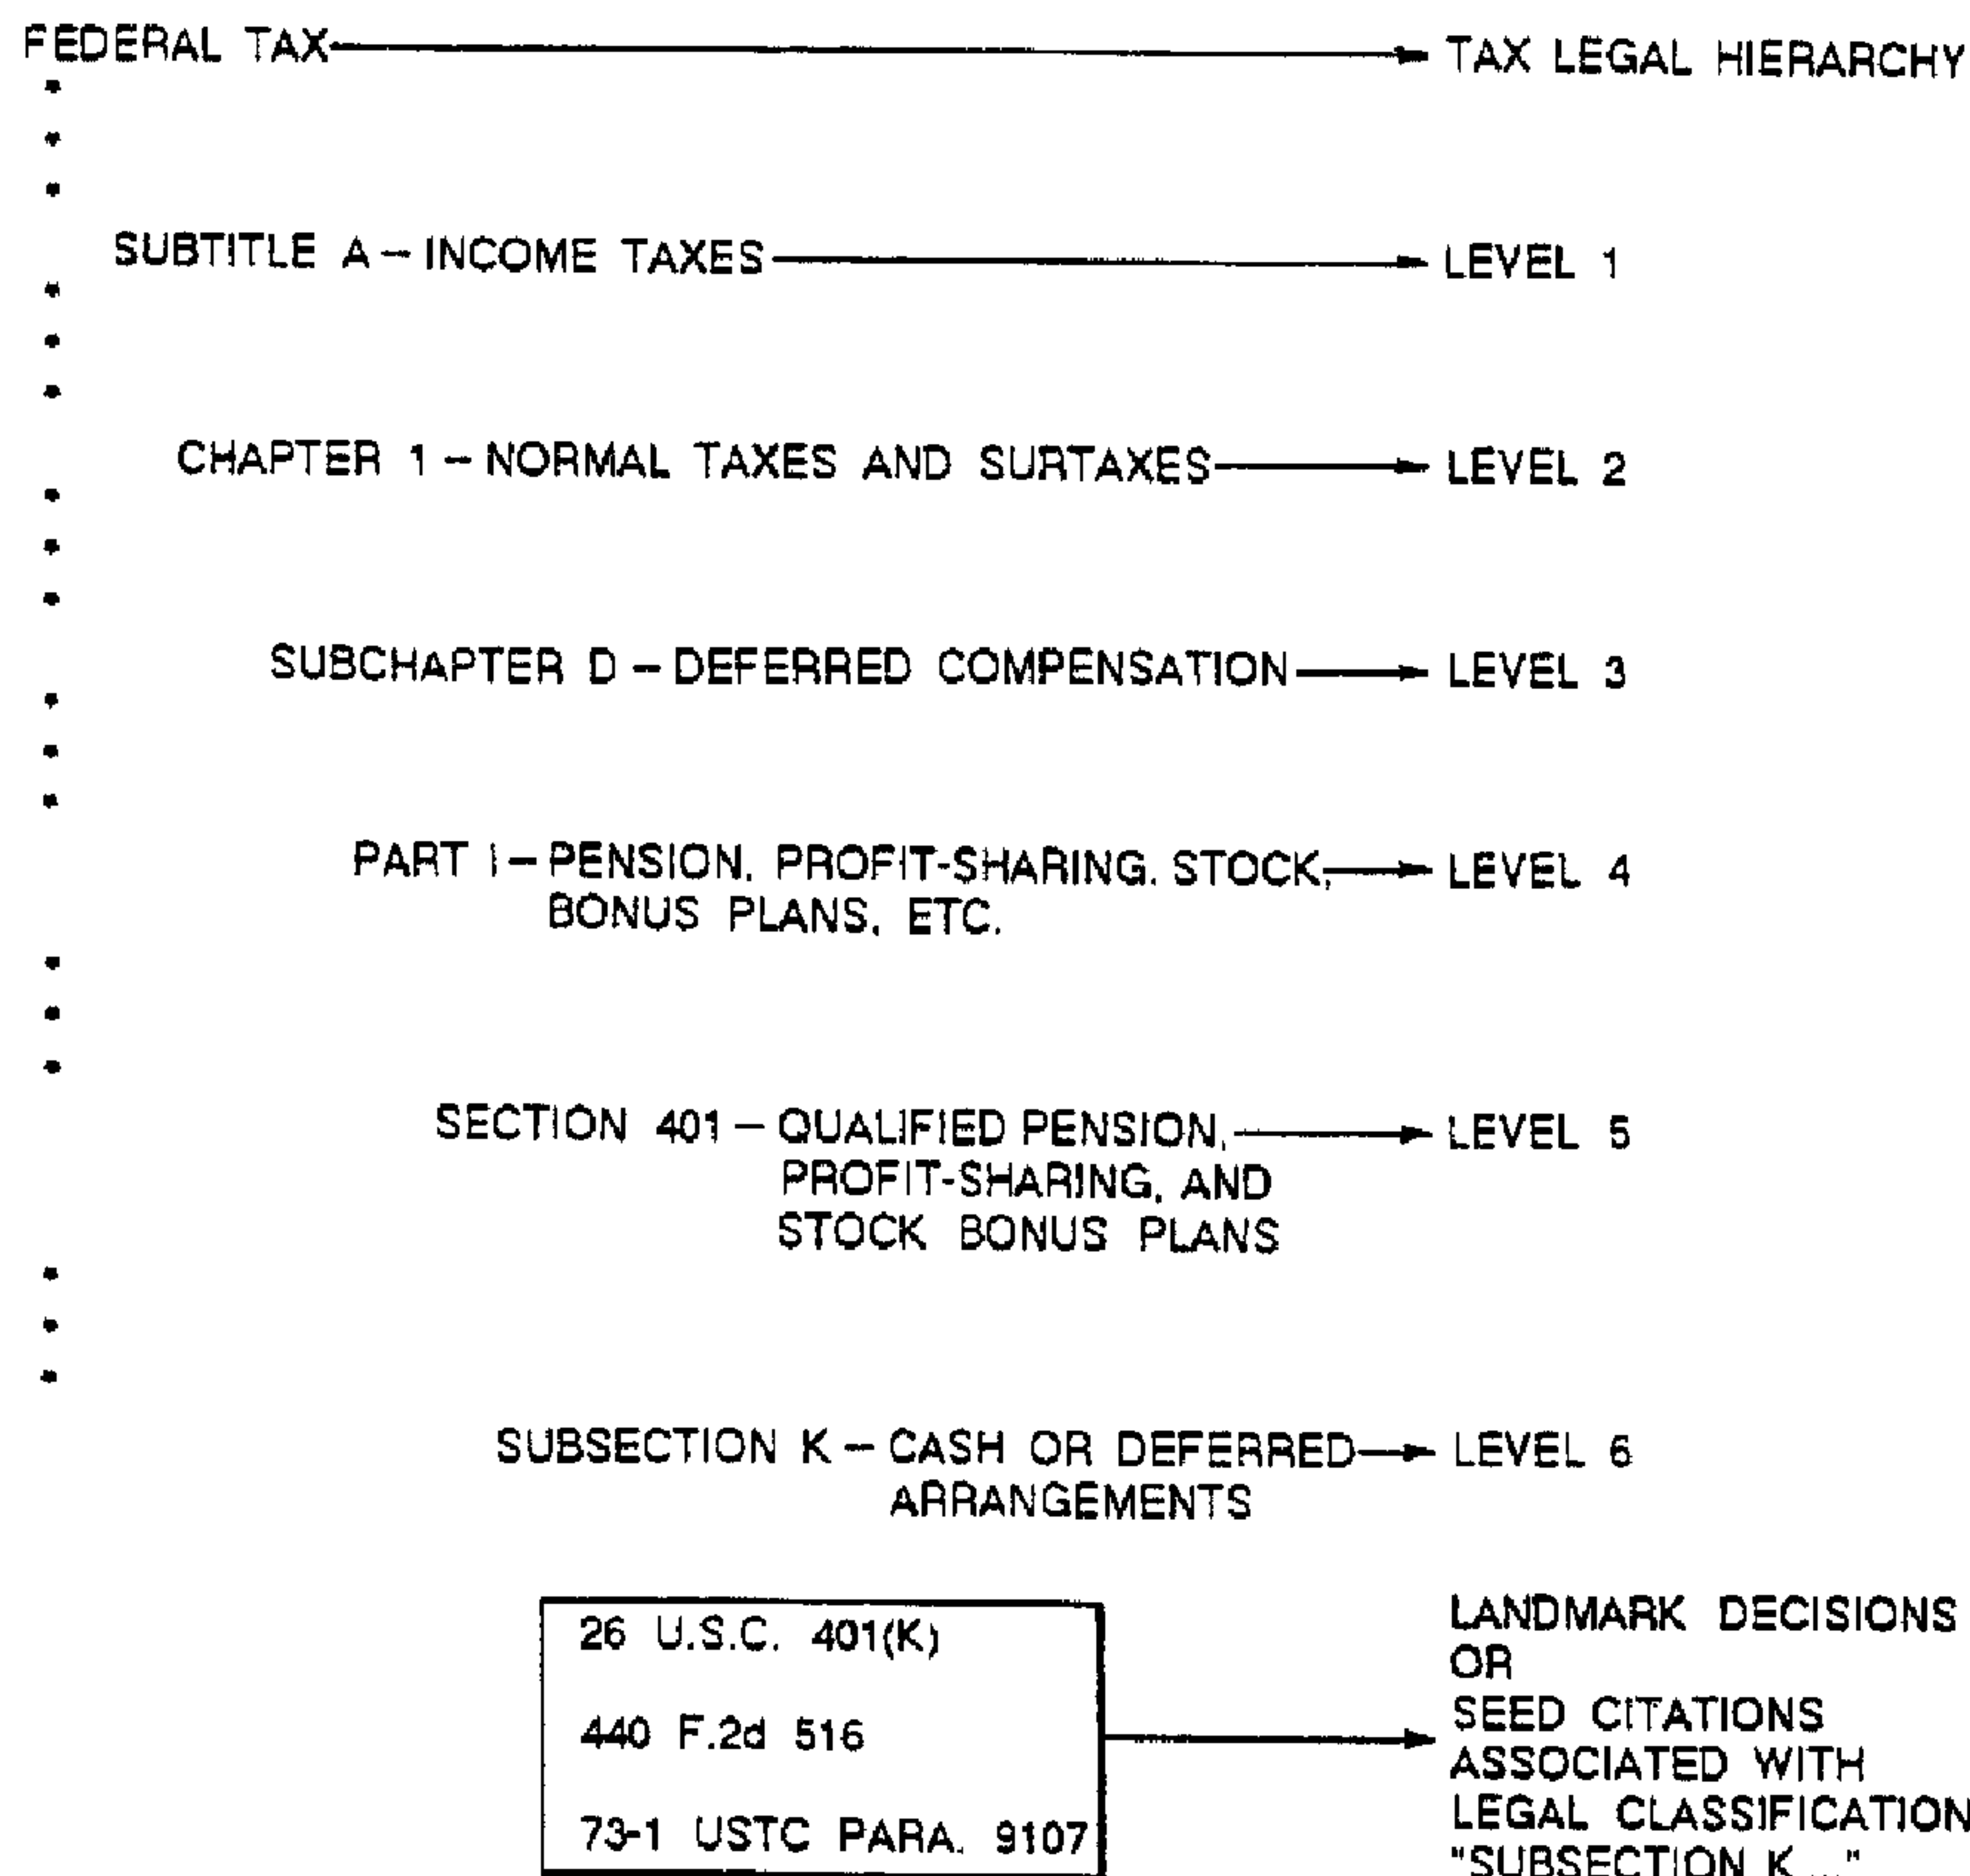 FEDERAL TAX → TAX LEGAL HIERARCHY
SUBTITLE A – INCOME TAXES → LEVEL 1
CHAPTER 1 – NORMAL TAXES AND SURTAXES → LEVEL 2
SUBCHAPTER D – DEFERRED COMPENSATION → LEVEL 3
PART I – PENSION, PROFIT-SHARING, STOCK, → LEVEL 4
BONUS PLANS, ETC.
SECTION 401 – QUALIFIED PENSION, → LEVEL 5
PROFIT-SHARING, AND
STOCK BONUS PLANS
SUBSECTION K – CASH OR DEFERRED → LEVEL 6
ARRANGEMENTS
26 U.S.C. 401(K)
440 F.2d 516
73-1 USTC PARA. 9107
LANDMARK DECISIONS
OR
SEED CITATIONS
ASSOCIATED WITH
LEGAL CLASSIFICATION
"SUBSECTION K..."